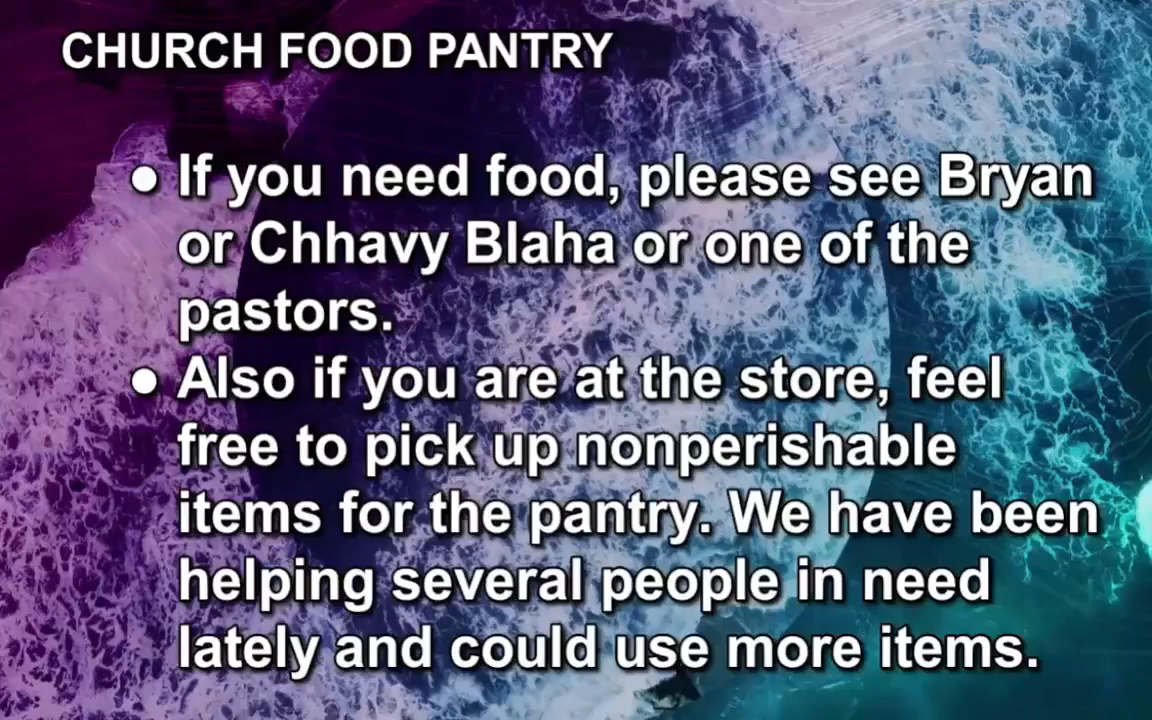 CHURCH FOOD PANTRY
● If you need food, please see Bryan
or Chhavy Blaha or one of the
pastors.
● Also if you are at the store, feel
free to pick up nonperishable
items for the pantry. We have been
helping several people in need
lately and could use more items.